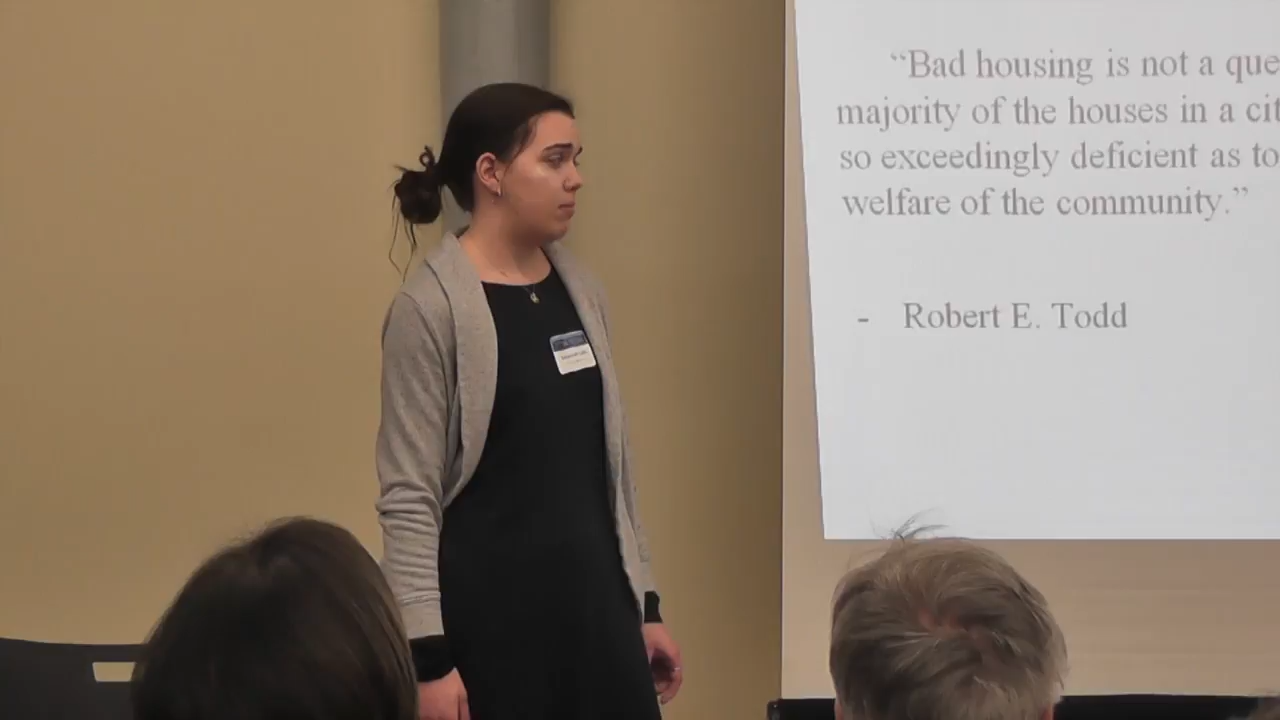 “Bad housing is not a que
majority of the houses in a cit
so exceedingly deficient as to
welfare of the community.”
- Robert E. Todd